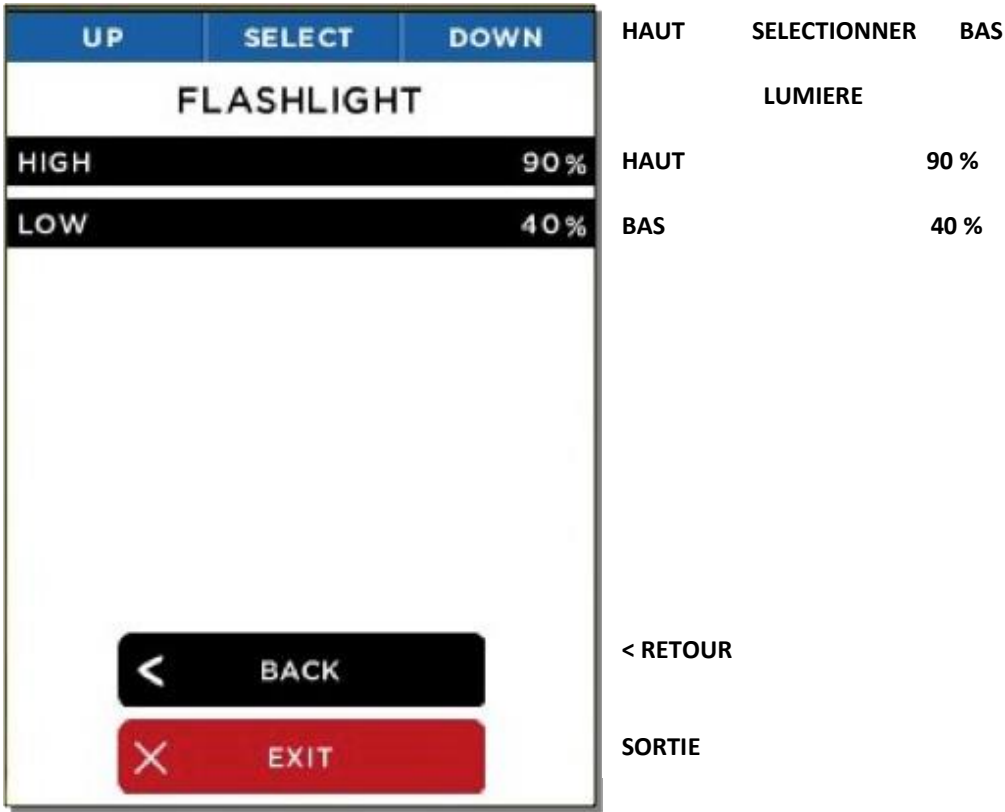 UP SELECT DOWN HAUT SELECTIONNER BAS
FLASHLIGHT LUMIERE
HIGH 90% HAUT 90 %
LOW 40% BAS 40 %
< BACK < RETOUR
X EXIT SORTIE